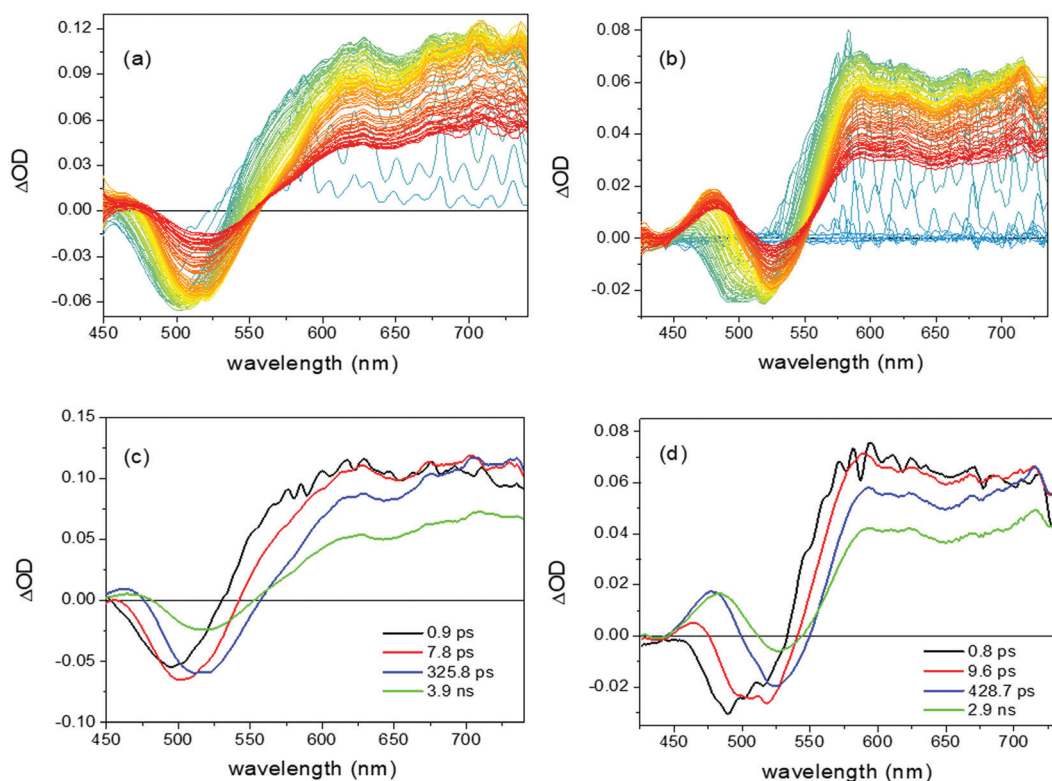 (a)
ΔOD
0.12
0.09
0.06
0.03
0.00
-0.03
-0.06
450 500 550 600 650 700
wavelength (nm)
(b)
ΔOD
0.08
0.06
0.04
0.02
0.00
-0.02
450 500 550 600 650 700
wavelength (nm)
(c)
ΔOD
0.15
0.10
0.05
0.00
-0.05
-0.10
0.9 ps
7.8 ps
325.8 ps
3.9 ns
450 500 550 600 650 700
wavelength (nm)
(d)
ΔOD
0.08
0.06
0.04
0.02
0.00
-0.02
0.8 ps
9.6 ps
428.7 ps
2.9 ns
450 500 550 600 650 700
wavelength (nm)